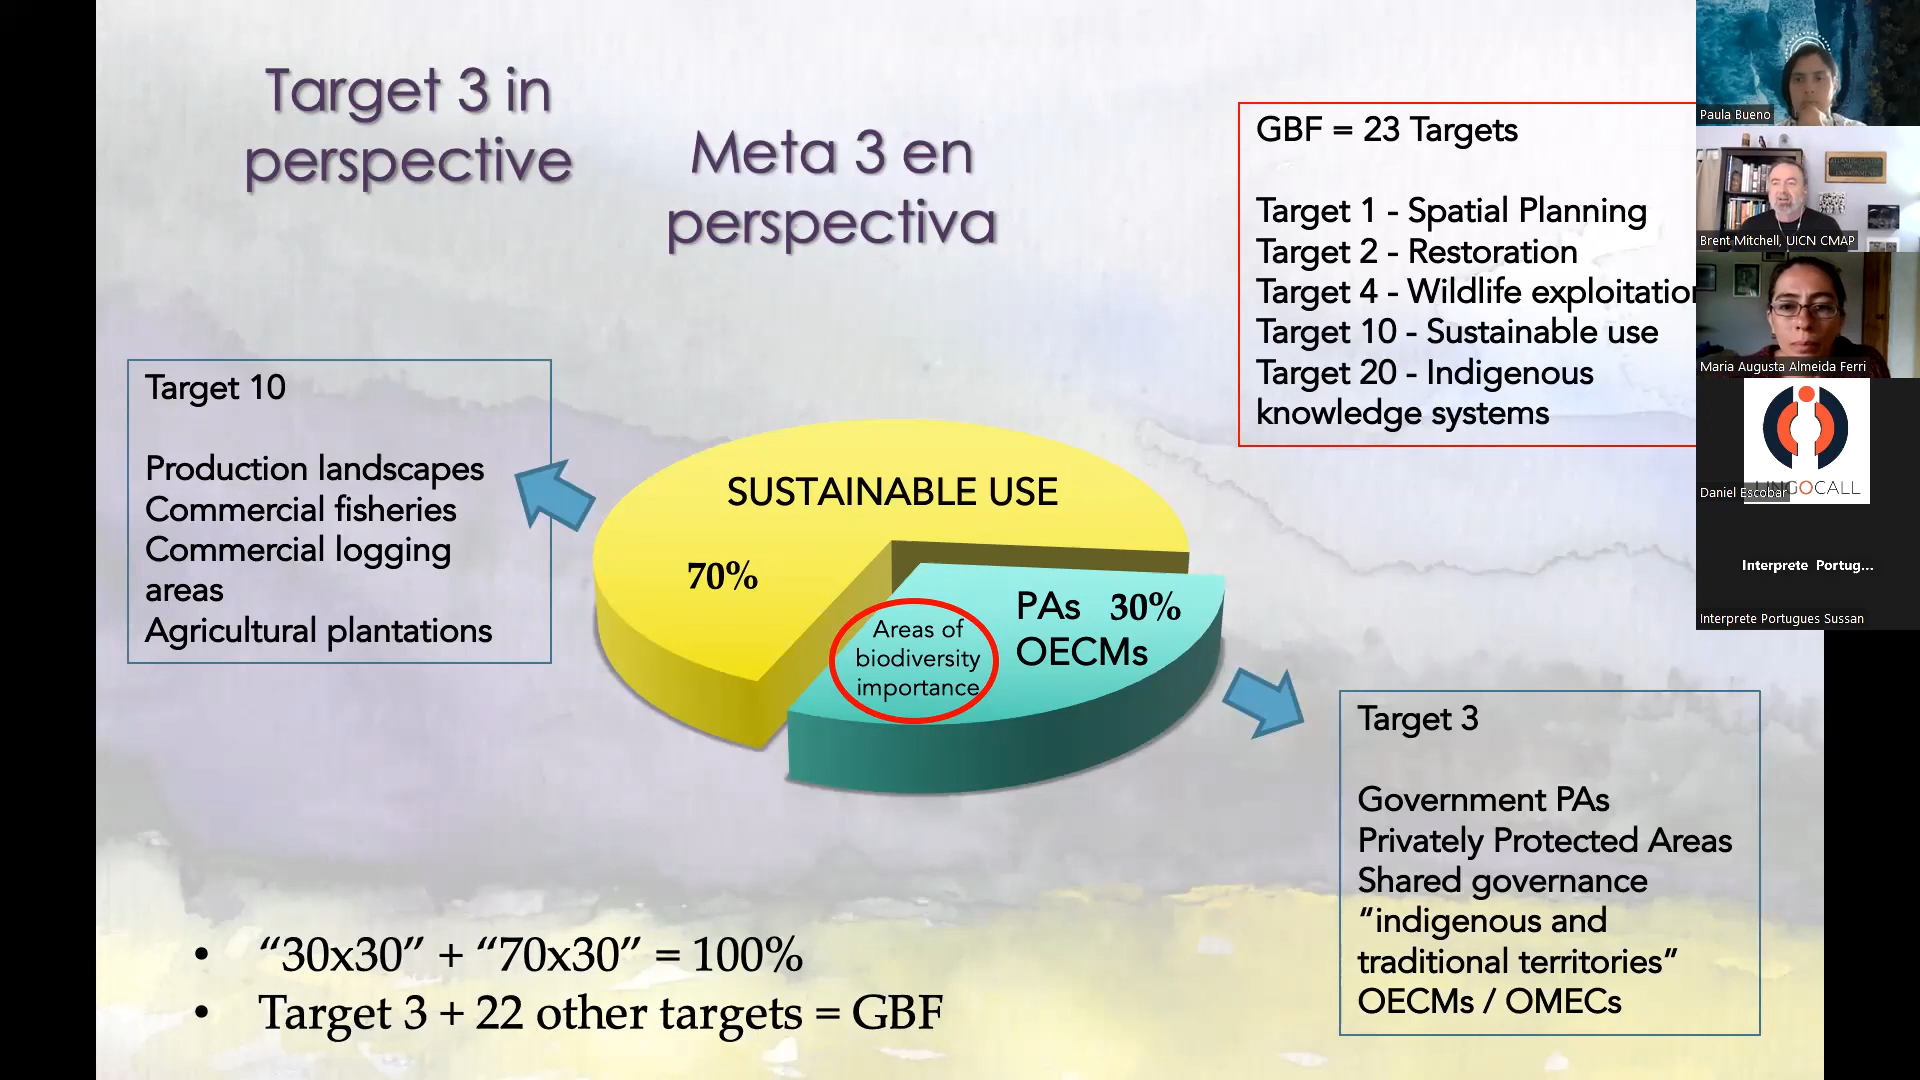 Target 3 in
perspective
Meta 3 en
perspectiva
GBF = 23 Targets
Target 1 - Spatial Planning
Target 2 - Restoration
Target 4 - Wildlife exploitation
Target 10 - Sustainable use
Target 20 - Indigenous
knowledge systems
Target 10
Production landscapes
Commercial fisheries
Commercial logging
areas
Agricultural plantations
SUSTAINABLE USE
70%
PAs 30%
OECMs
Areas of
biodiversity
importance
Target 3
Government PAs
Privately Protected Areas
Shared governance
“indigenous and
traditional territories”
OECMs / OMECs
• “30x30” + “70x30” = 100%
• Target 3 + 22 other targets = GBF
Paula Bueno
Brent Mitchell, UICN CMAP
Maria Augusta Almeida Ferri
Daniel Escobar
NGOCALL
Interprete Portug...
Interprete Portugues Sussan